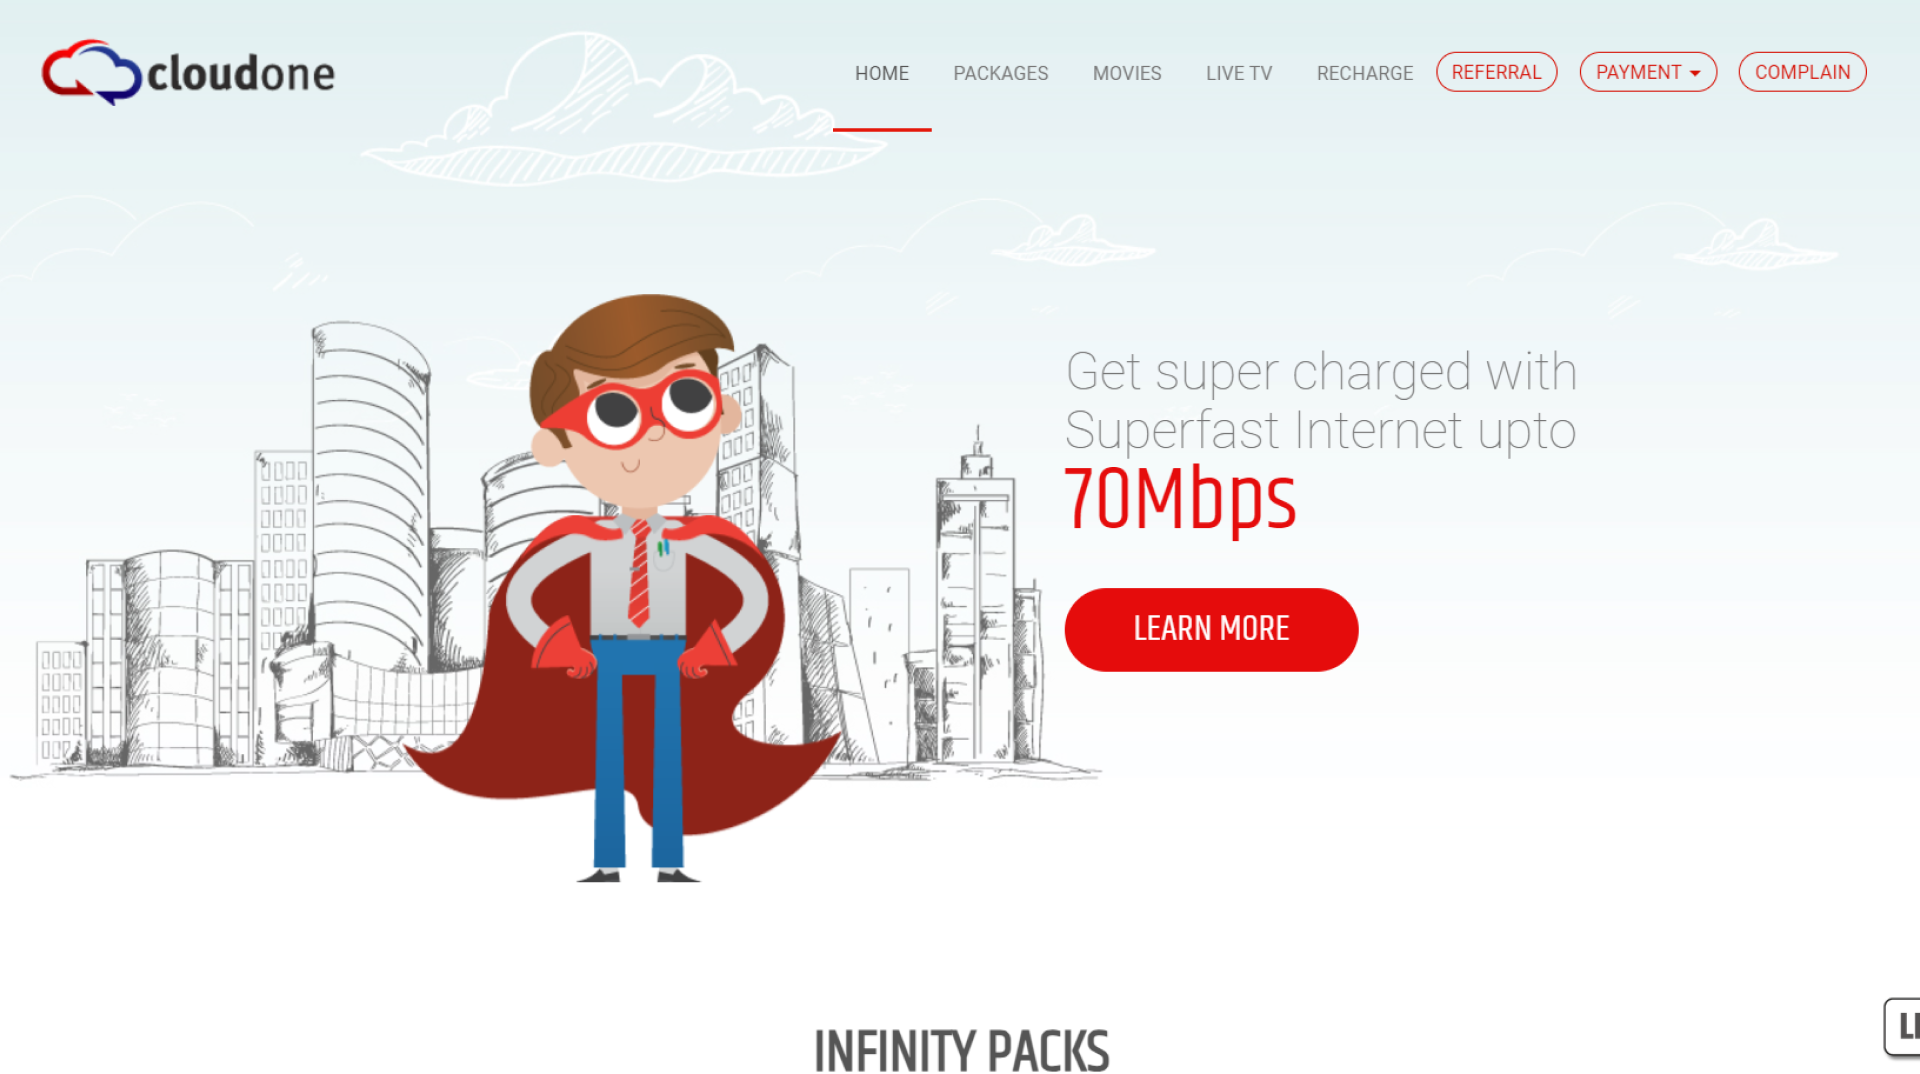 cloudone
HOME PACKAGES MOVIES LIVE TV RECHARGE REFERRAL PAYMENT COMPLAIN
Get super charged with
Superfast Internet upto
70Mbps
LEARN MORE
INFINITY PACKS